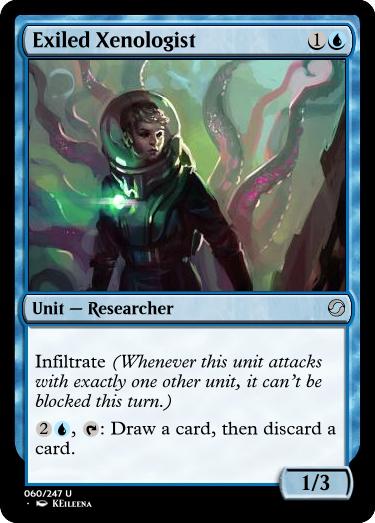 Exiled Xenologist 1
Unit — Researcher
Infiltrate (Whenever this unit attacks
with exactly one other unit, it can't be
blocked this turn.)
2 , : Draw a card, then discard a
card.
1/3
060/247 U
· KEILEENA